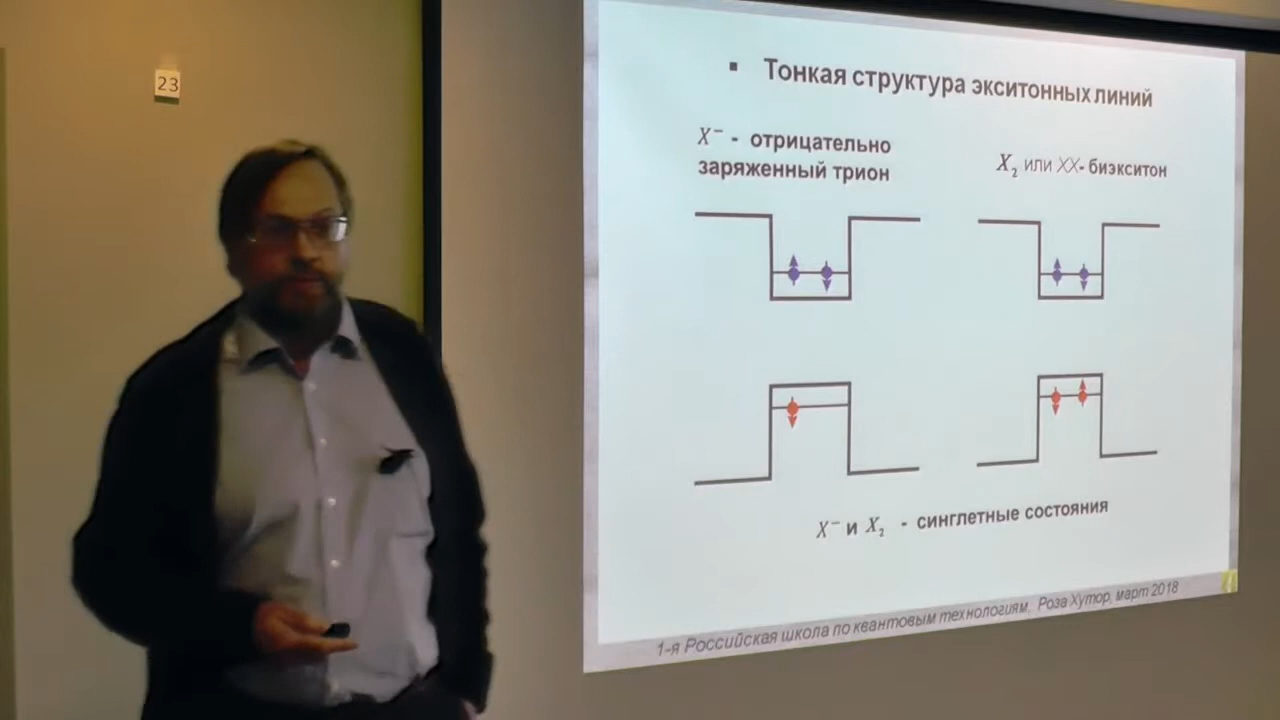 23
▪ Тонкая структура экситонных линий
X⁻ - отрицательно
заряженный трион
X₂ или XX- биэкситон
X⁻ и X₂ - синглетные состояния
1-я Российская школа по квантовым технологиям. Роза Хутор, март 2018